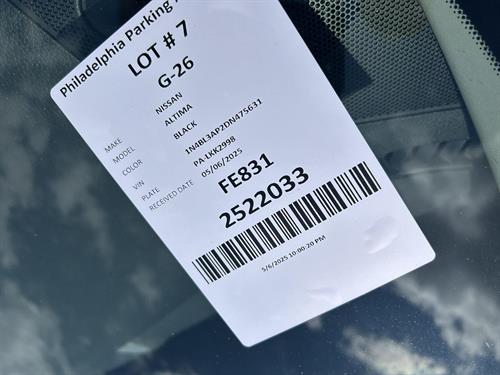 Philadelphia Parking
LOT # 7
G-26
MAKE NISSAN
MODEL ALTIMA
COLOR BLACK
VIN 1N4BL3AP2DN475631
PLATE PA-LKK2998
RECEIVED DATE 05/06/2025
FE831
2522033
5/6/2025 10:00:20 PM